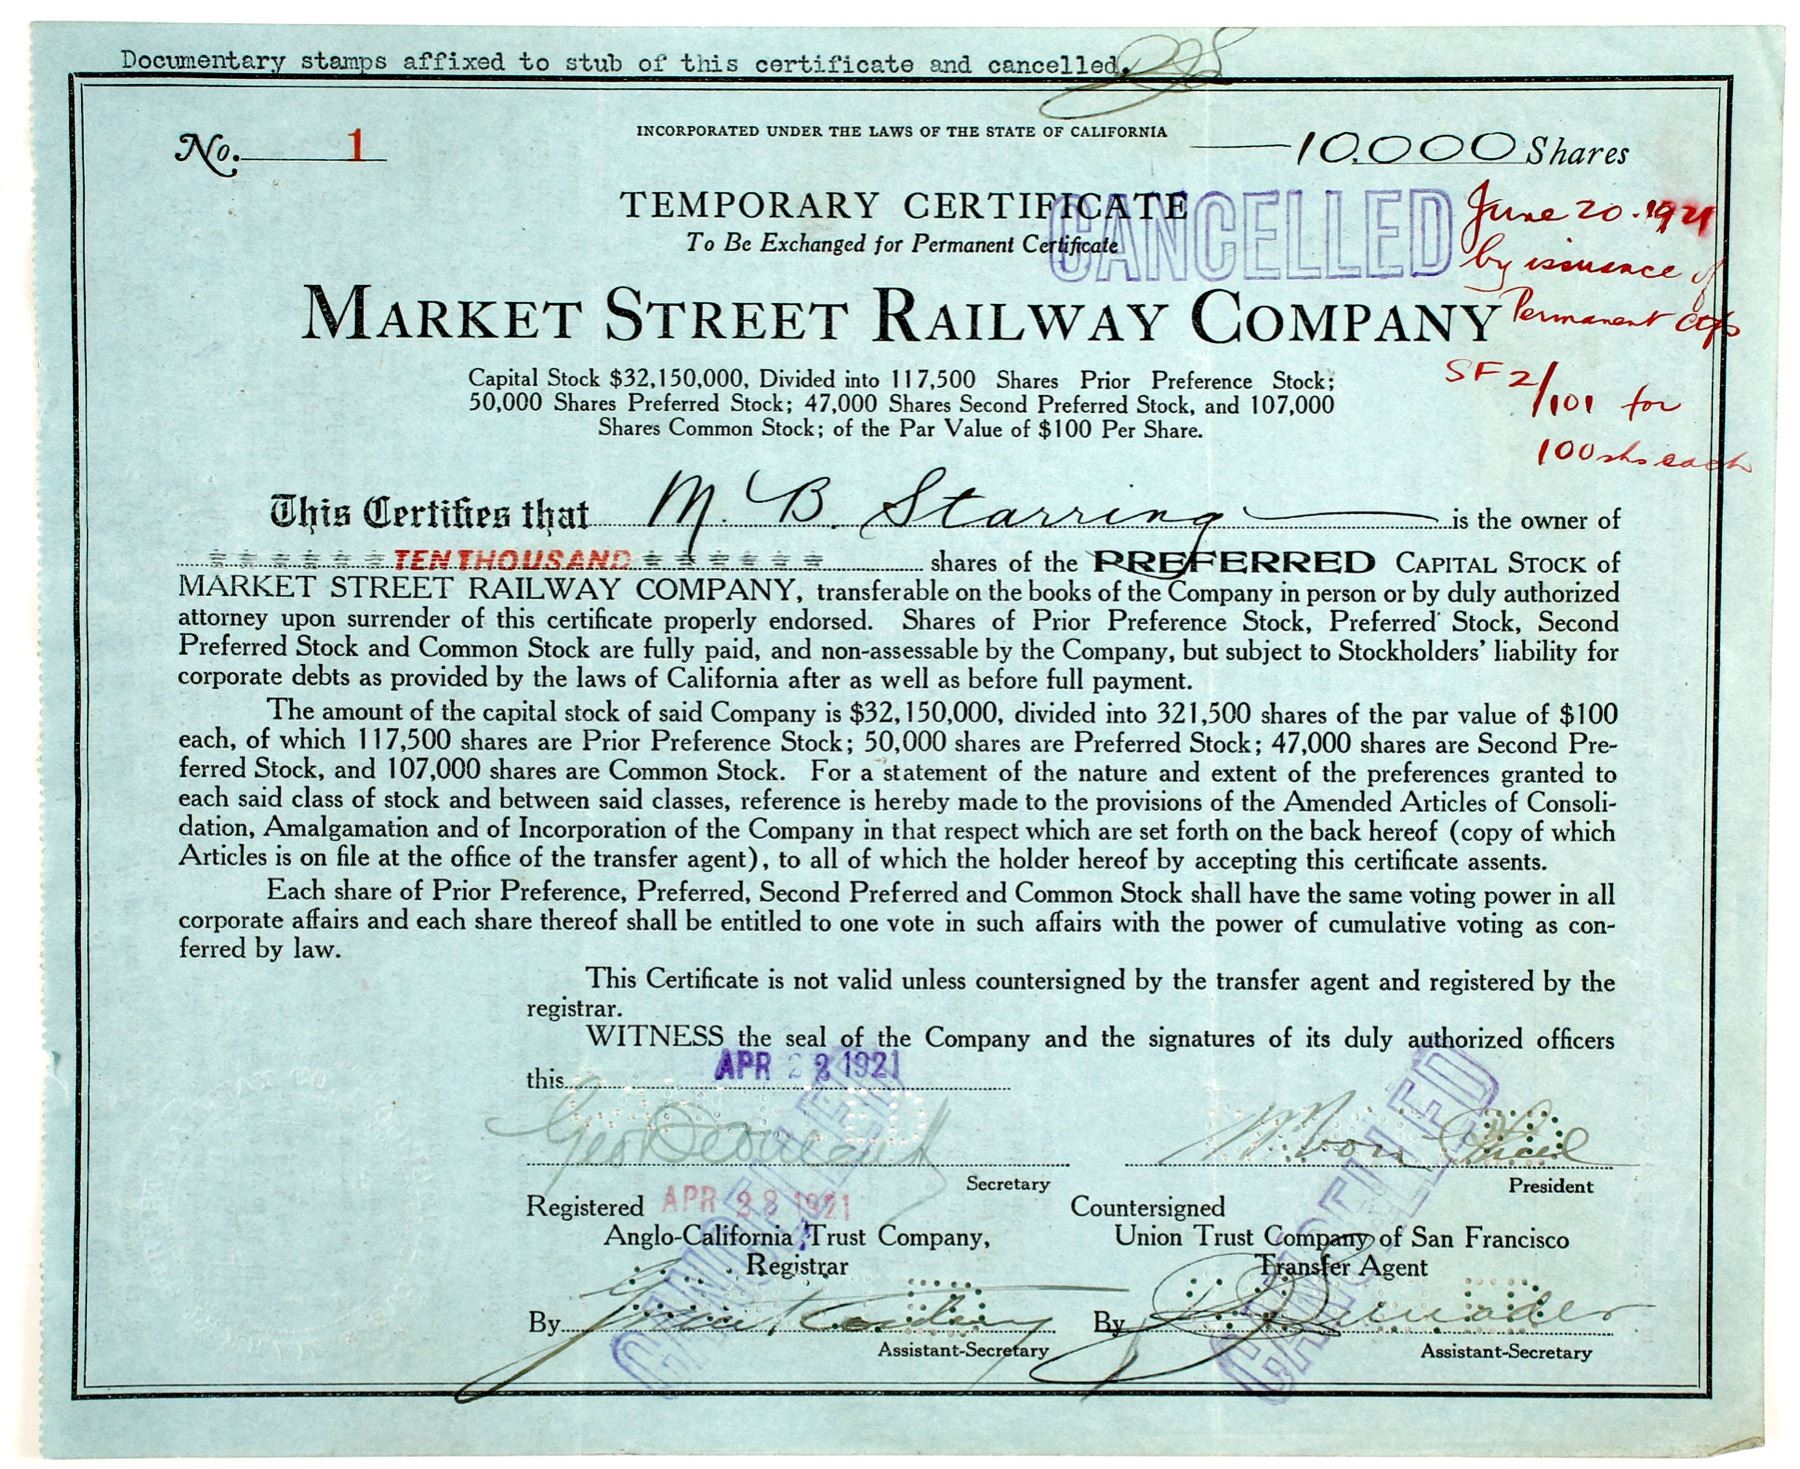 Documentary stamps affixed to stub of this certificate and cancelled.
No. 1
INCORPORATED UNDER THE LAWS OF THE STATE OF CALIFORNIA
10,000 Shares
TEMPORARY CERTIFICATE
To Be Exchanged for Permanent Certificate
CANCELLED
June 20 - 1921
by issuance of
Permanent ctfs
SF 2/101 for
100 shs each
MARKET STREET RAILWAY COMPANY
Capital Stock $32,150,000, Divided into 117,500 Shares Prior Preference Stock;
50,000 Shares Preferred Stock; 47,000 Shares Second Preferred Stock, and 107,000
Shares Common Stock; of the Par Value of $100 Per Share.
This Certifies that M. B. Starring is the owner of
TEN THOUSAND shares of the PREFERRED CAPITAL STOCK of
MARKET STREET RAILWAY COMPANY, transferable on the books of the Company in person or by duly authorized
attorney upon surrender of this certificate properly endorsed. Shares of Prior Preference Stock, Preferred Stock, Second
Preferred Stock and Common Stock are fully paid, and non-assessable by the Company, but subject to Stockholders' liability for
corporate debts as provided by the laws of California after as well as before full payment.
The amount of the capital stock of said Company is $32,150,000, divided into 321,500 shares of the par value of $100
each, of which 117,500 shares are Prior Preference Stock; 50,000 shares are Preferred Stock; 47,000 shares are Second Pre-
ferred Stock, and 107,000 shares are Common Stock. For a statement of the nature and extent of the preferences granted to
each said class of stock and between said classes, reference is hereby made to the provisions of the Amended Articles of Consoli-
dation, Amalgamation and of Incorporation of the Company in that respect which are set forth on the back hereof (copy of which
Articles is on file at the office of the transfer agent), to all of which the holder hereof by accepting this certificate assents.
Each share of Prior Preference, Preferred, Second Preferred and Common Stock shall have the same voting power in all
corporate affairs and each share thereof shall be entitled to one vote in such affairs with the power of cumulative voting as con-
ferred by law.
This Certificate is not valid unless countersigned by the transfer agent and registered by the
registrar.
WITNESS the seal of the Company and the signatures of its duly authorized officers
this APR 22 1921
CANCELLED
CANCELLED
Secretary
President
Registered APR 22 1921
Anglo-California Trust Company,
Registrar
By
Assistant-Secretary
Countersigned
Union Trust Company of San Francisco
Transfer Agent
By
Assistant-Secretary